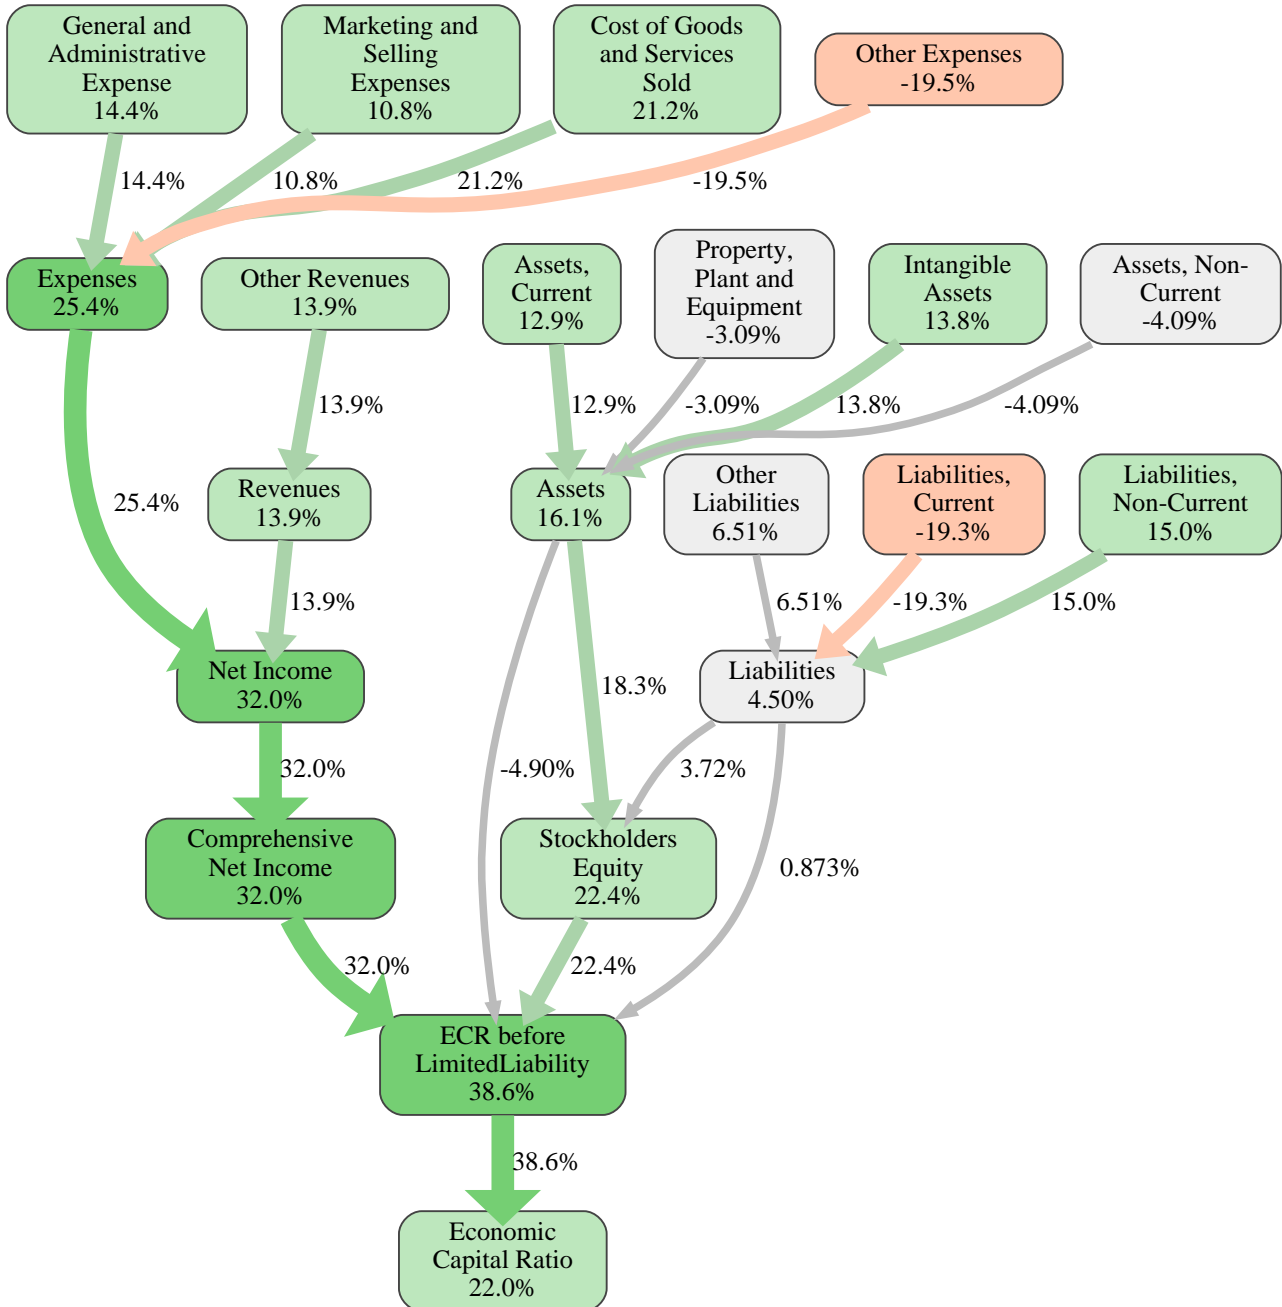 General and
Administrative
Expense
14.4%
Marketing and
Selling
Expenses
10.8%
Cost of Goods
and Services
Sold
21.2%
Other Expenses
-19.5%
14.4%
10.8%
21.2%
-19.5%
Expenses
25.4%
Other Revenues
13.9%
Assets,
Current
12.9%
Property,
Plant and
Equipment
-3.09%
Intangible
Assets
13.8%
Assets, Non-
Current
-4.09%
13.9%
12.9%
-3.09%
13.8%
-4.09%
25.4%
Revenues
13.9%
Assets
16.1%
Other
Liabilities
6.51%
Liabilities,
Current
-19.3%
Liabilities,
Non-Current
15.0%
13.9%
6.51%
-19.3%
15.0%
Net Income
32.0%
18.3%
Liabilities
4.50%
32.0%
-4.90%
3.72%
Comprehensive
Net Income
32.0%
Stockholders
Equity
22.4%
0.873%
32.0%
22.4%
ECR before
LimitedLiability
38.6%
38.6%
Economic
Capital Ratio
22.0%